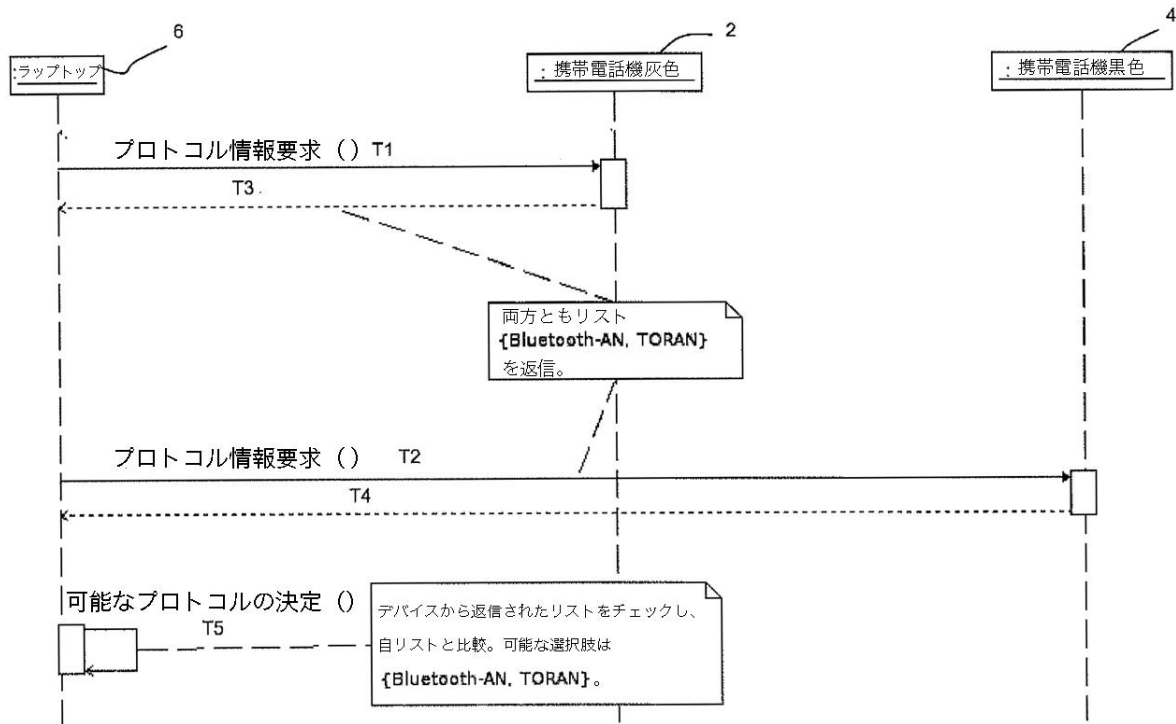 6
2
4
:ラップトップ
: 携帯電話機灰色
: 携帯電話機黒色
プロトコル情報要求 () T1
T3 .
両方ともリスト
{Bluetooth-AN, TORAN}
を返信。
プロトコル情報要求 () T2
T4
可能なプロトコルの決定 ()
T5
デバイスから返信されたリストをチェックし、
自リストと比較。可能な選択肢は
{Bluetooth-AN, TORAN}。